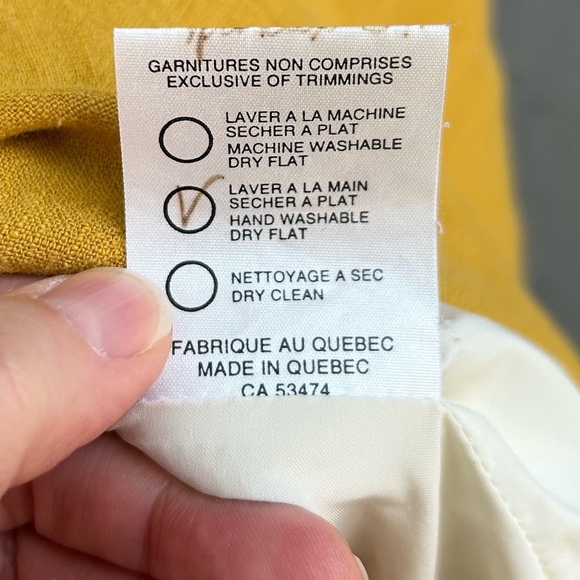 GARNITURES NON COMPRISES
EXCLUSIVE OF TRIMMINGS
LAVER A LA MACHINE
SECHER A PLAT
MACHINE WASHABLE
DRY FLAT
LAVER A LA MAIN
SECHER A PLAT
HAND WASHABLE
DRY FLAT
NETTOYAGE A SEC
DRY CLEAN
FABRIQUE AU QUEBEC
MADE IN QUEBEC
CA 53474